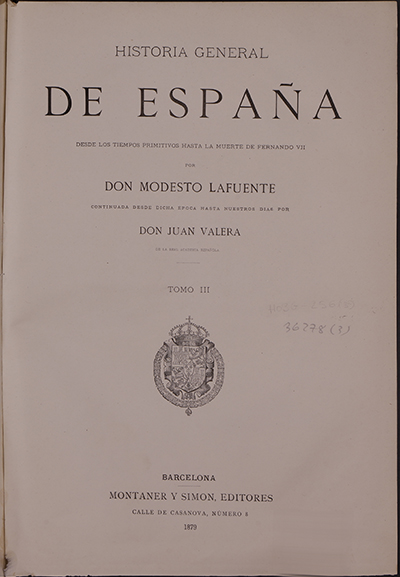 HISTORIA GENERAL
DE ESPAÑA
DESDE LOS TIEMPOS PRIMITIVOS HASTA LA MUERTE DE FERNANDO VII
POR
DON MODESTO LAFUENTE
CONTINUADA DESDE DICHA ÉPOCA HASTA NUESTROS DÍAS POR
DON JUAN VALERA
DE LA REAL ACADEMIA ESPAÑOLA
TOMO III
36278(3)
BARCELONA
MONTANER Y SIMON, EDITORES
CALLE DE CASANOVA, NÚMERO 8
1879